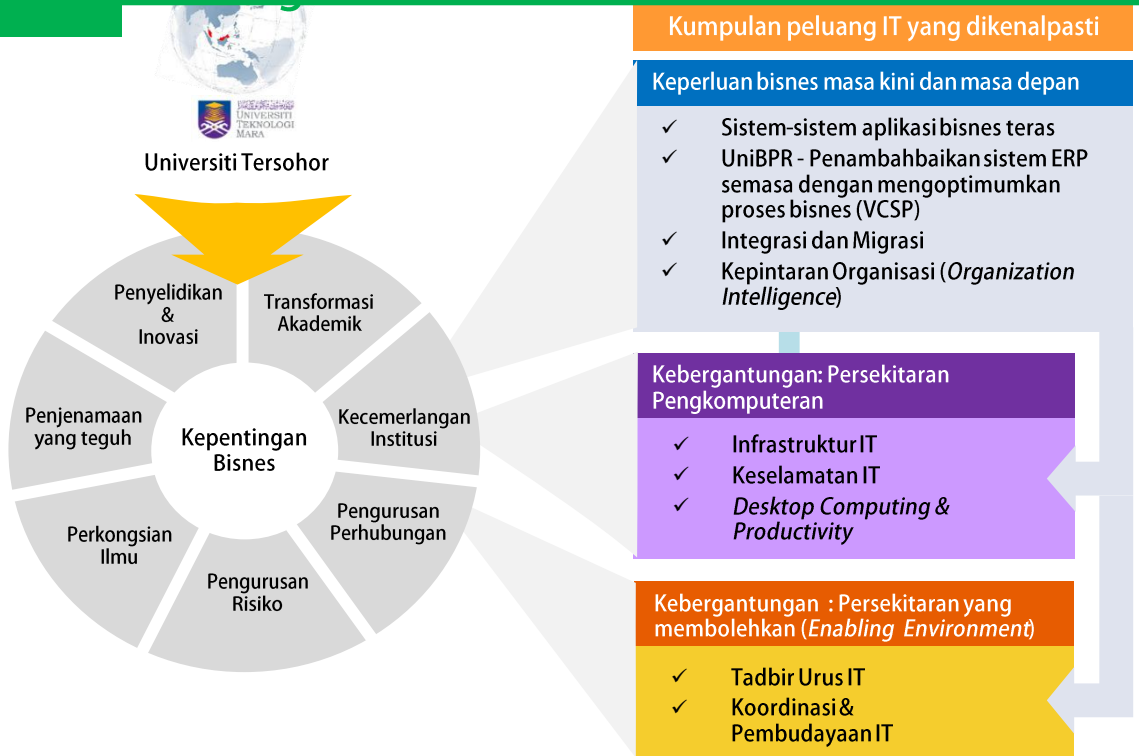 Universiti
Teknologi
Mara
Universiti Tersohor
Penyelidikan
&
Inovasi
Transformasi
Akademik
Penjenamaan
yang teguh
Kepentingan
Bisnes
Kecemerlangan
Institusi
Perkongsian
Ilmu
Pengurusan
Perhubungan
Pengurusan
Risiko
Kumpulan peluang IT yang dikenalpasti
Keperluan bisnes masa kini dan masa depan
✓ Sistem-sistem aplikasi bisnes teras
✓ UniBPR - Penambahbaikan sistem ERP
semasa dengan mengoptimumkan
proses bisnes (VCSP)
✓ Integrasi dan Migrasi
✓ Kepintaran Organisasi (Organization
Intelligence)
Kebergantungan: Persekitaran
Pengkomputeran
✓ Infrastruktur IT
✓ Keselamatan IT
✓ Desktop Computing &
Productivity
Kebergantungan : Persekitaran yang
membolehkan (Enabling Environment)
✓ Tadbir Urus IT
✓ Koordinasi &
Pembudayaan IT